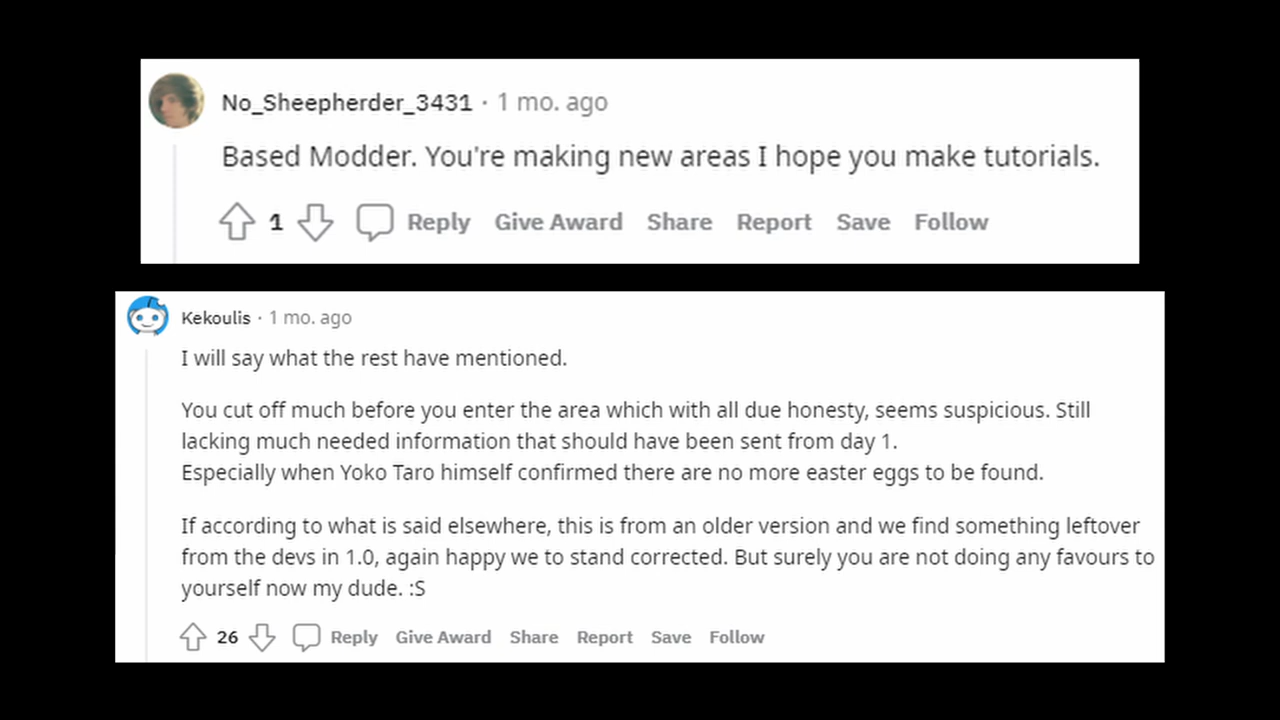 No_Sheepherder_3431 · 1 mo. ago
Based Modder. You're making new areas I hope you make tutorials.
1 Reply Give Award Share Report Save Follow
Kekoulis · 1 mo. ago
I will say what the rest have mentioned.
You cut off much before you enter the area which with all due honesty, seems suspicious. Still
lacking much needed information that should have been sent from day 1.
Especially when Yoko Taro himself confirmed there are no more easter eggs to be found.
If according to what is said elsewhere, this is from an older version and we find something leftover
from the devs in 1.0, again happy we to stand corrected. But surely you are not doing any favours to
yourself now my dude. :S
26 Reply Give Award Share Report Save Follow